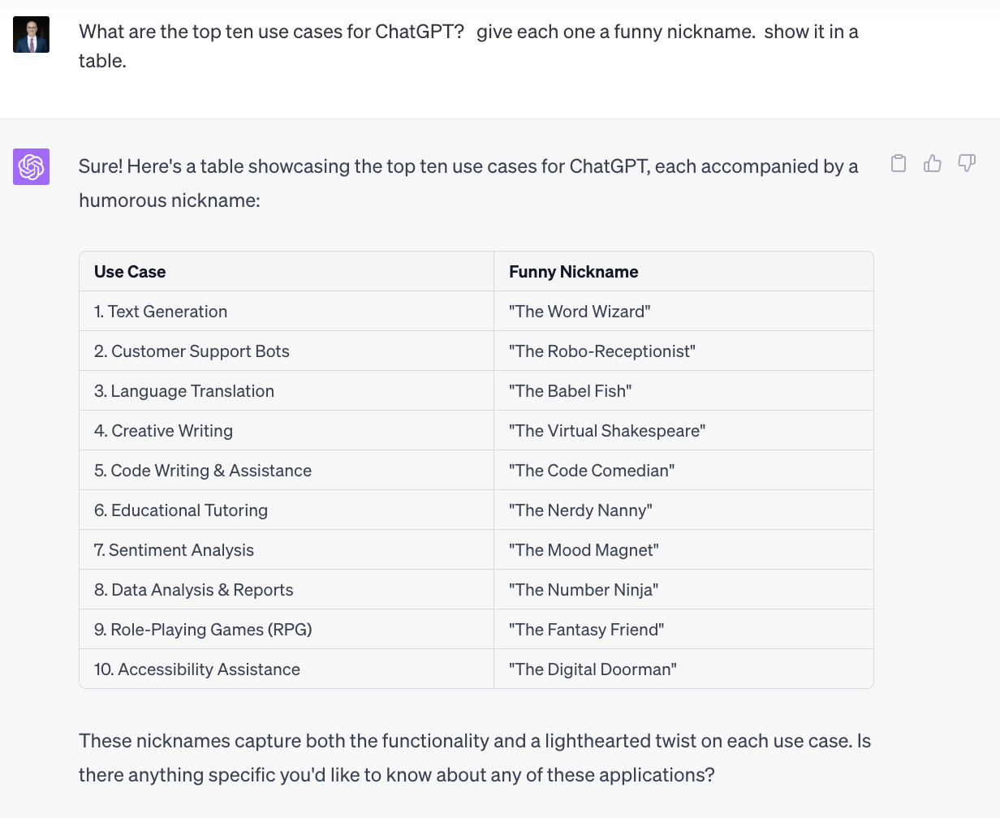 What are the top ten use cases for ChatGPT?  give each one a funny nickname.  show it in a
table.
Sure! Here's a table showcasing the top ten use cases for ChatGPT, each accompanied by a
humorous nickname:
Use Case Funny Nickname
1. Text Generation "The Word Wizard"
2. Customer Support Bots "The Robo-Receptionist"
3. Language Translation "The Babel Fish"
4. Creative Writing "The Virtual Shakespeare"
5. Code Writing & Assistance "The Code Comedian"
6. Educational Tutoring "The Nerdy Nanny"
7. Sentiment Analysis "The Mood Magnet"
8. Data Analysis & Reports "The Number Ninja"
9. Role-Playing Games (RPG) "The Fantasy Friend"
10. Accessibility Assistance "The Digital Doorman"
These nicknames capture both the functionality and a lighthearted twist on each use case. Is
there anything specific you'd like to know about any of these applications?